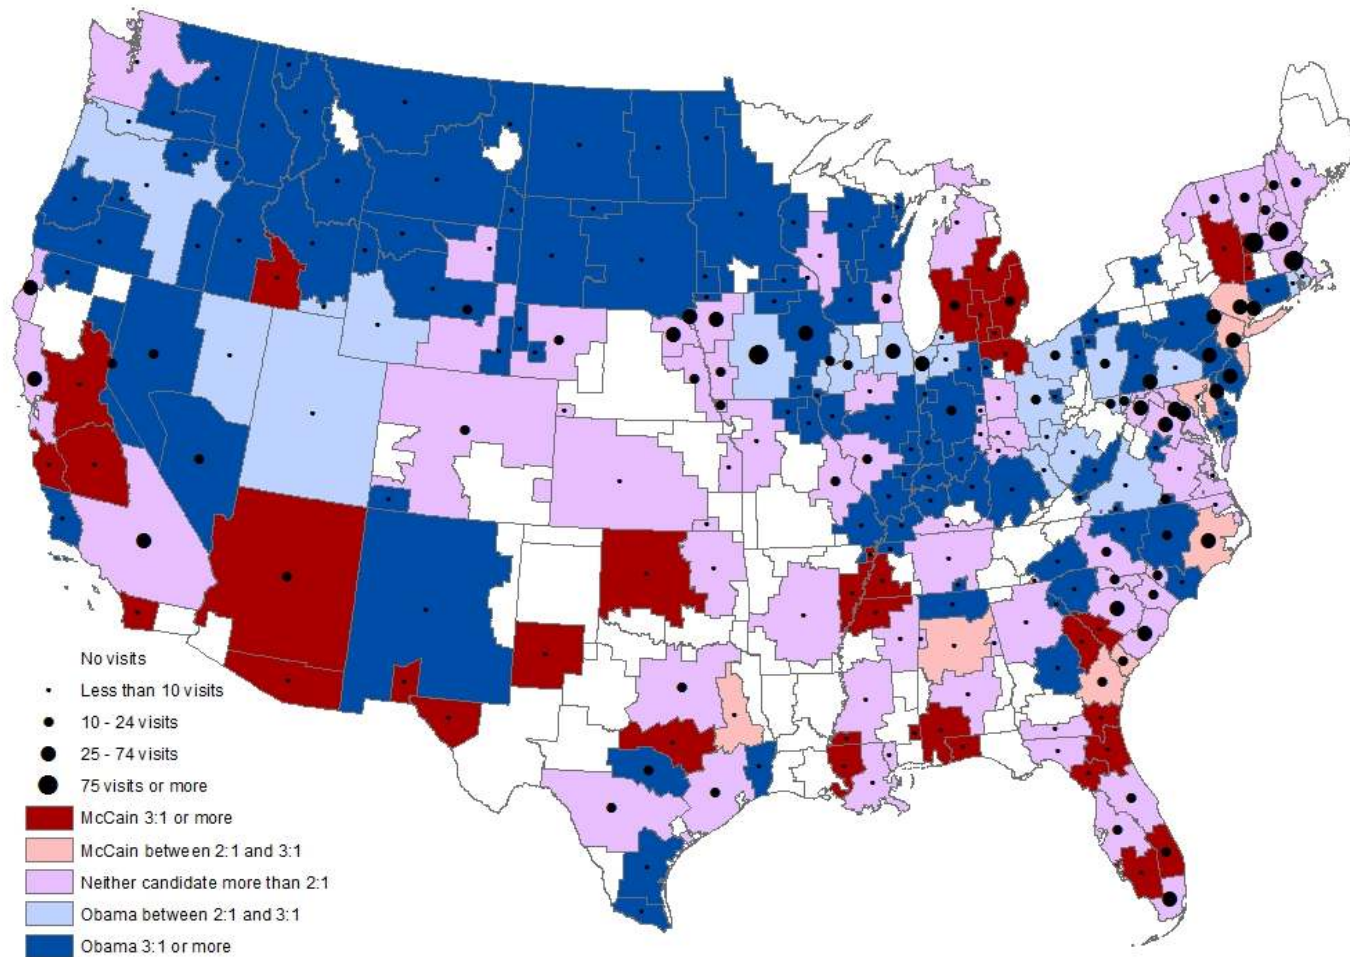 No visits
Less than 10 visits
10 - 24 visits
25 - 74 visits
75 visits or more
McCain 3:1 or more
McCain between 2:1 and 3:1
Neither candidate more than 2:1
Obama between 2:1 and 3:1
Obama 3:1 or more